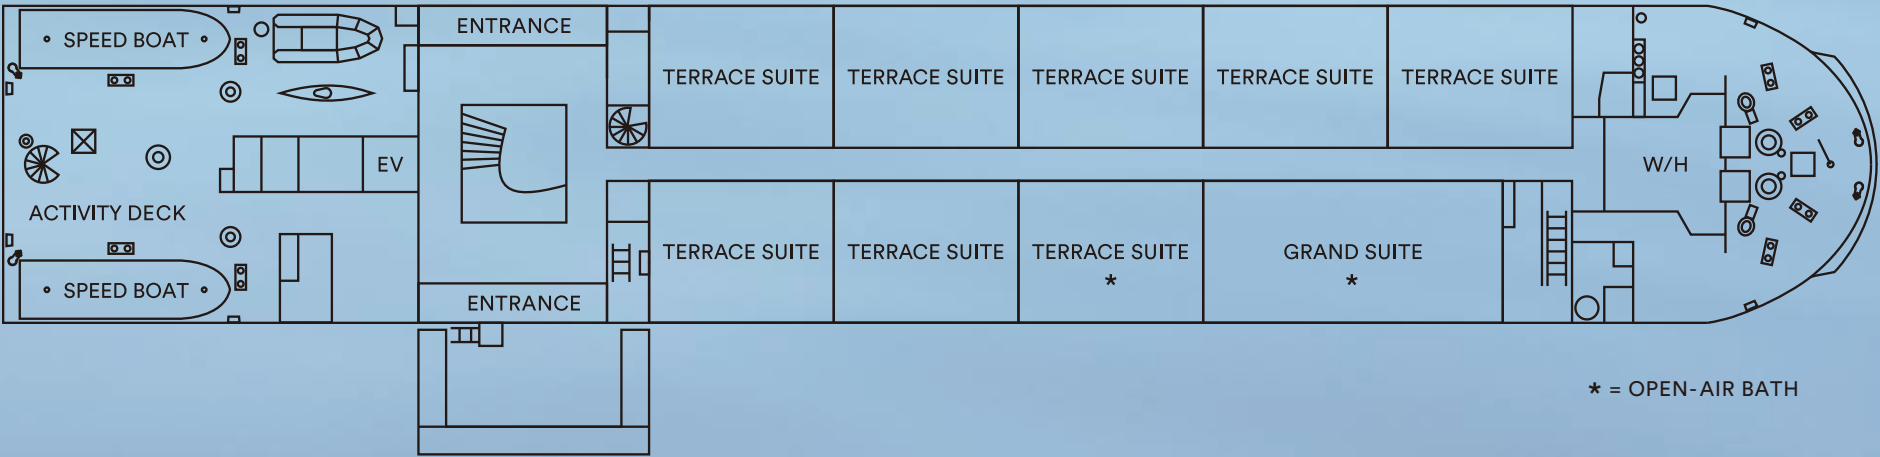 SPEED BOAT
ENTRANCE
TERRACE SUITE
TERRACE SUITE
TERRACE SUITE
TERRACE SUITE
TERRACE SUITE
EV
W/H
ACTIVITY DECK
TERRACE SUITE
TERRACE SUITE
TERRACE SUITE
*
GRAND SUITE
*
SPEED BOAT
ENTRANCE
* = OPEN-AIR BATH